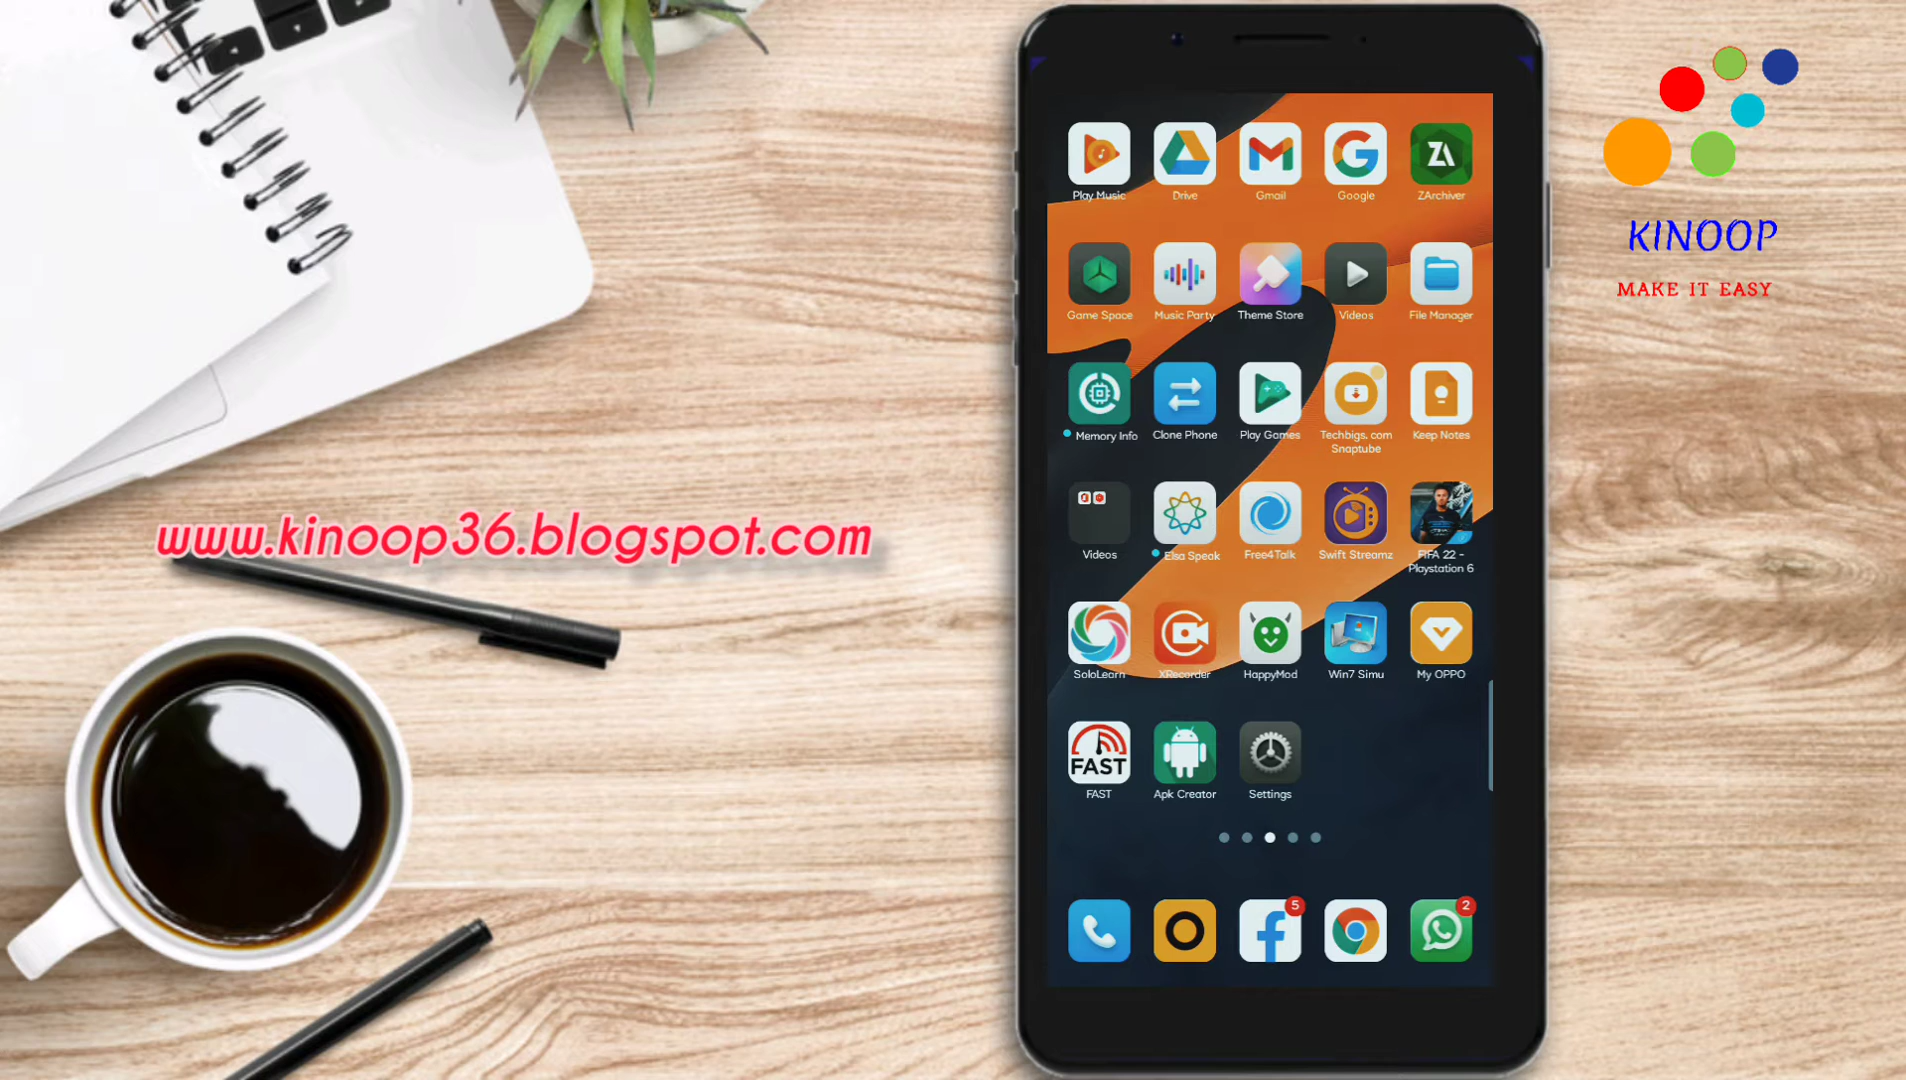 KINOOP
MAKE IT EASY
www.kinoop36.blogspot.com
Play Music
Drive
Gmail
Google
ZArchiver
Game Space
Music Party
Theme Store
Videos
File Manager
Memory Info
Clone Phone
Play Games
Techbigs. com
Snaptube
Keep Notes
Videos
Elsa Speak
Free4Talk
Swift Streamz
FIFA 22 -
Playstation 6
SoloLearn
XRecorder
HappyMod
Win7 Simu
My OPPO
FAST
FAST
Apk Creator
Settings
5
2